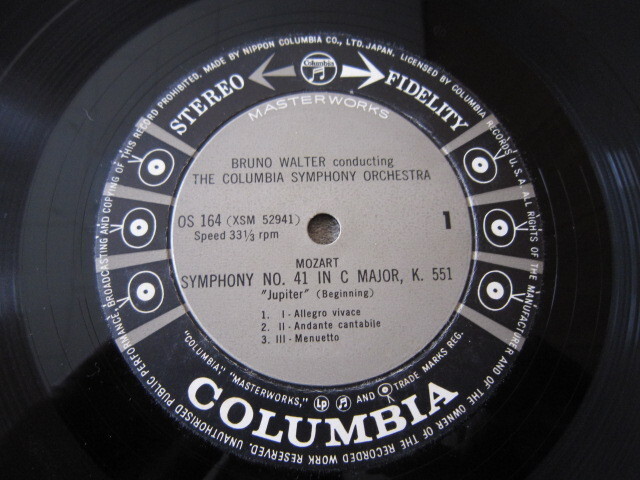 MADE BY NIPPON COLUMBIA CO., LTD. JAPAN. LICENSED BY COLUMBIA RECORDS U.S.A. ALL RIGHTS OF THE MANUFACTURER AND OF THE OWNER OF THE RECORDED WORK RESERVED. UNAUTHORISED PUBLIC PERFORMANCE, BROADCASTING AND COPYING OF THIS RECORD PROHIBITED.
STEREO Columbia FIDELITY
MASTERWORKS
BRUNO WALTER conducting
THE COLUMBIA SYMPHONY ORCHESTRA
OS 164 (XSM 52941) 1
Speed 33⅓ rpm
MOZART
SYMPHONY NO. 41 IN C MAJOR, K. 551
"Jupiter" (Beginning)
1. I - Allegro vivace
2. II - Andante cantabile
3. III - Menuetto
"COLUMBIA", "MASTERWORKS," Lp AND TRADE MARKS REG.
COLUMBIA